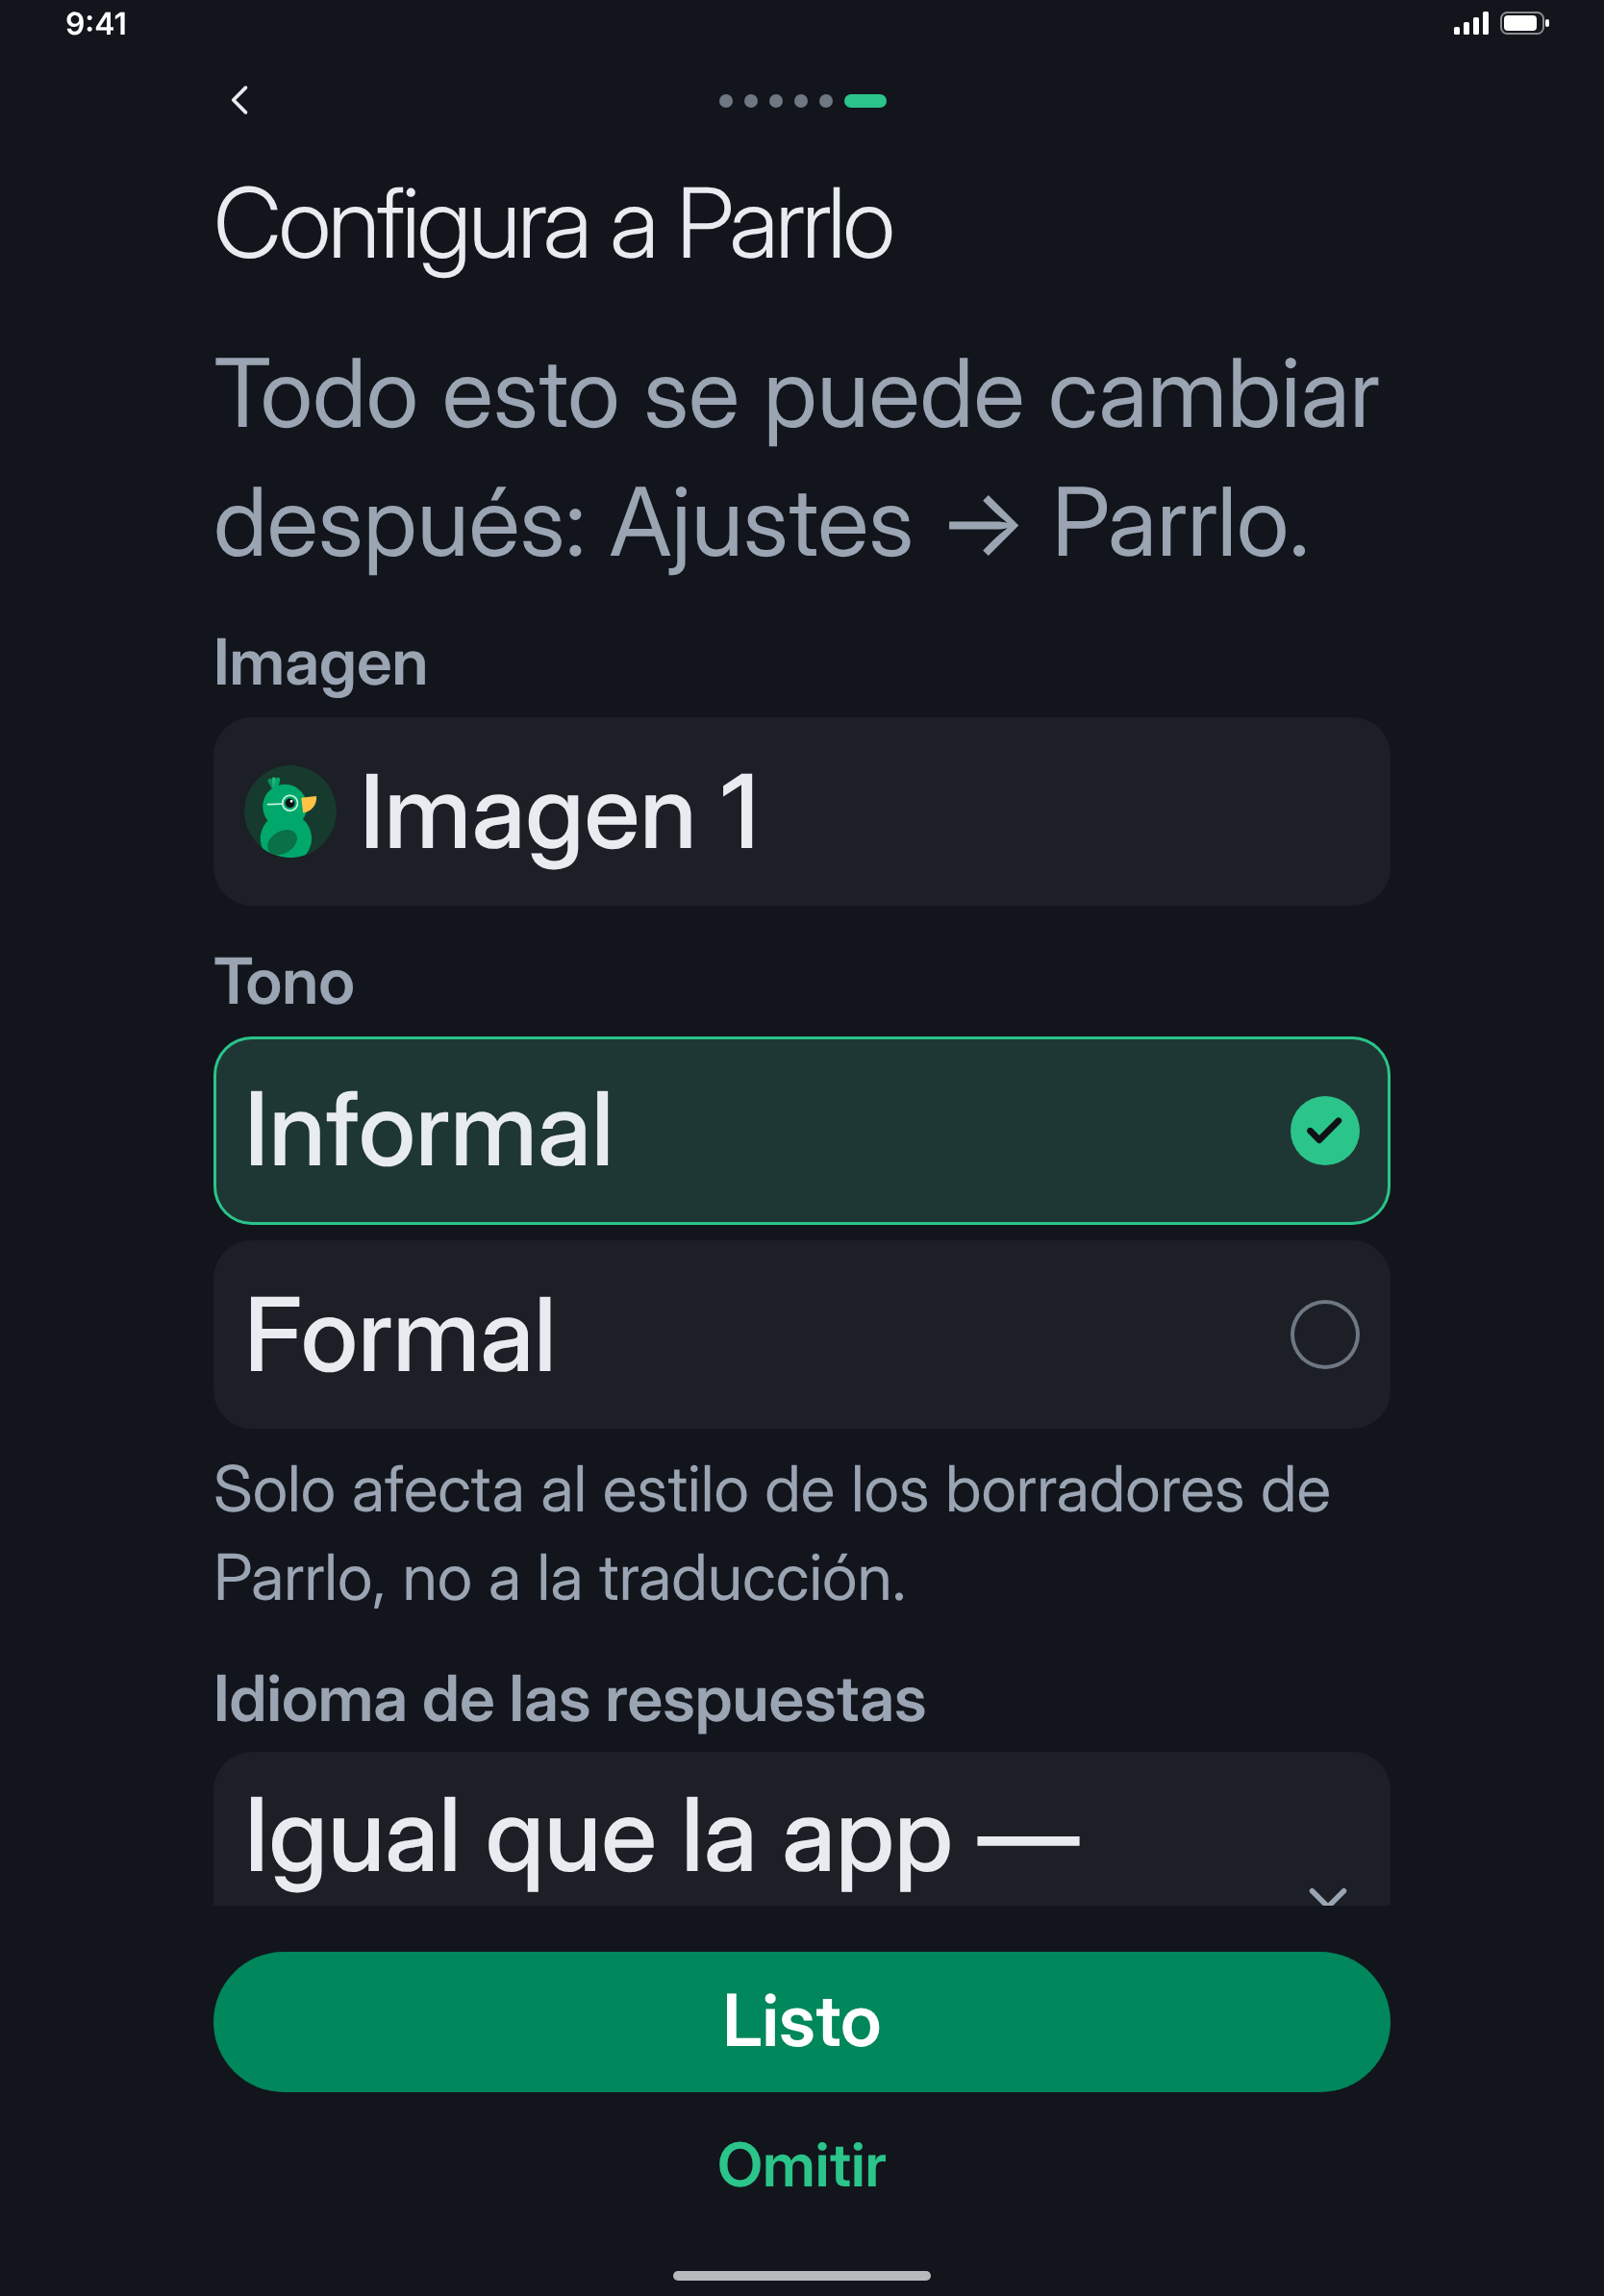 9:41
Configura a Parrlo
Todo esto se puede cambiar
después: Ajustes → Parrlo.
Imagen
Imagen 1
Tono
Informal
Formal
Solo afecta al estilo de los borradores de
Parrlo, no a la traducción.
Idioma de las respuestas
Igual que la app —
Listo
Omitir